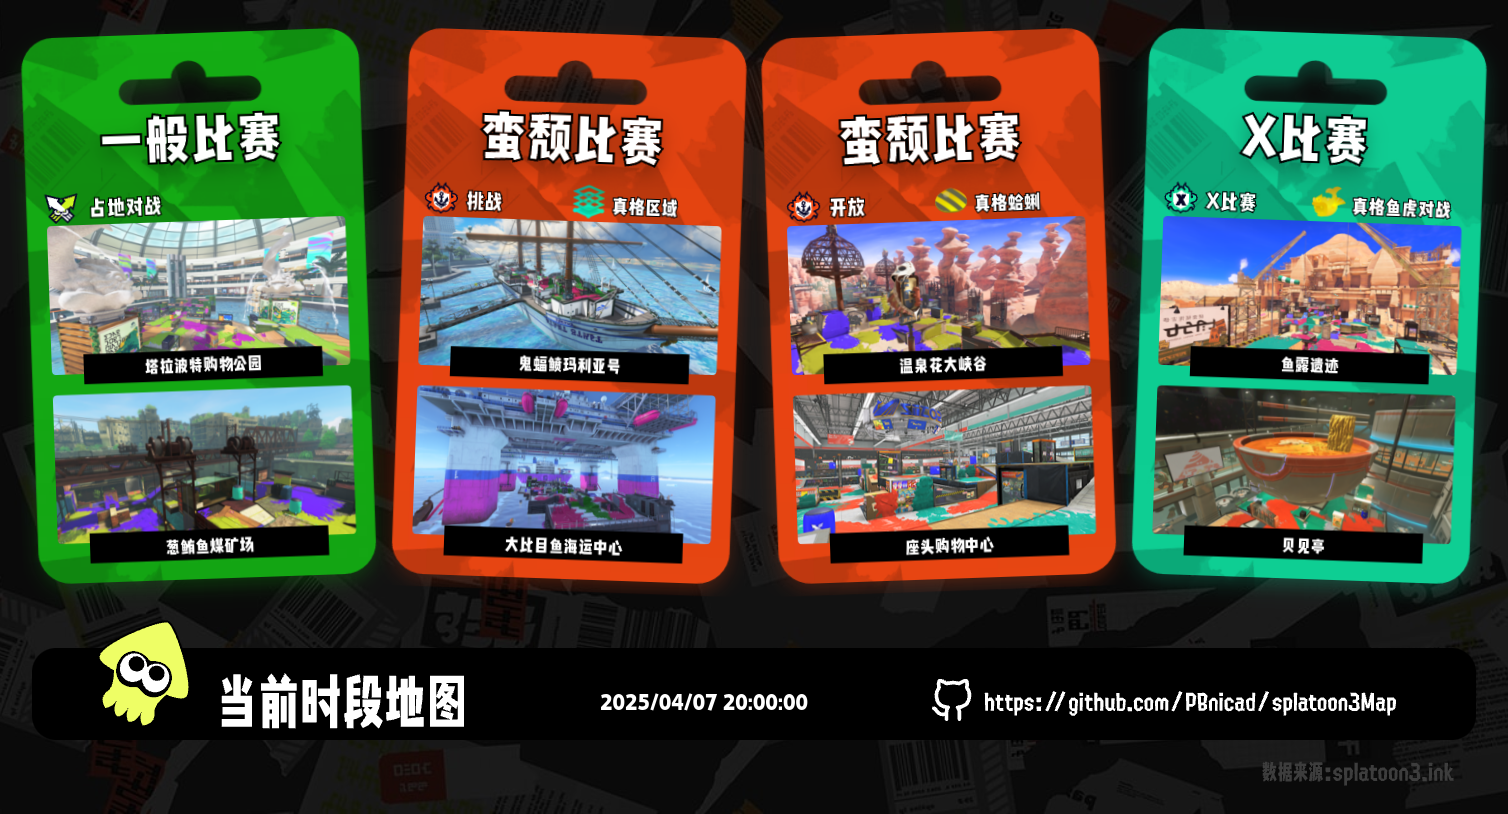 一般比赛
占地对战
塔拉波特购物公园
葱鲔鱼煤矿场
蛮颓比赛
挑战
真格区域
鬼蝠鲼玛利亚号
大比目鱼海运中心
蛮颓比赛
开放
真格蛤蜊
温泉花大峡谷
座头购物中心
X比赛
X比赛
真格鱼虎对战
鱼露遗迹
贝见亭
当前时段地图
2025/04/07 20:00:00
https://github.com/PBnicad/splatoon3Map
数据来源:splatoon3.ink